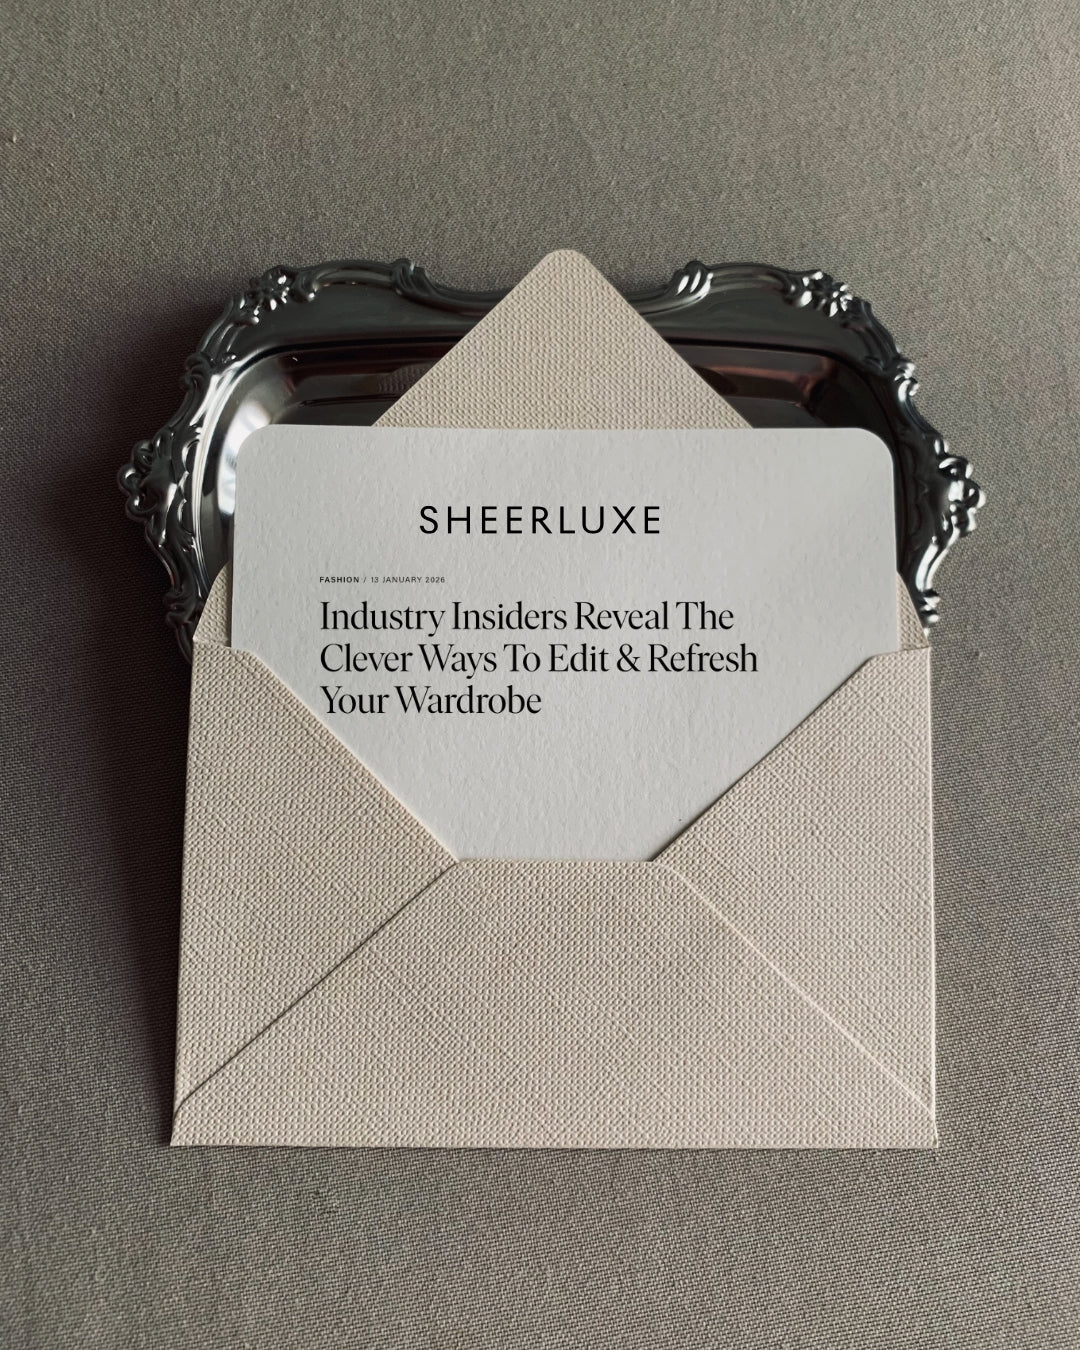 SHEERLUXE
FASHION / 13 JANUARY 2026
Industry Insiders Reveal The
Clever Ways To Edit & Refresh
Your Wardrobe